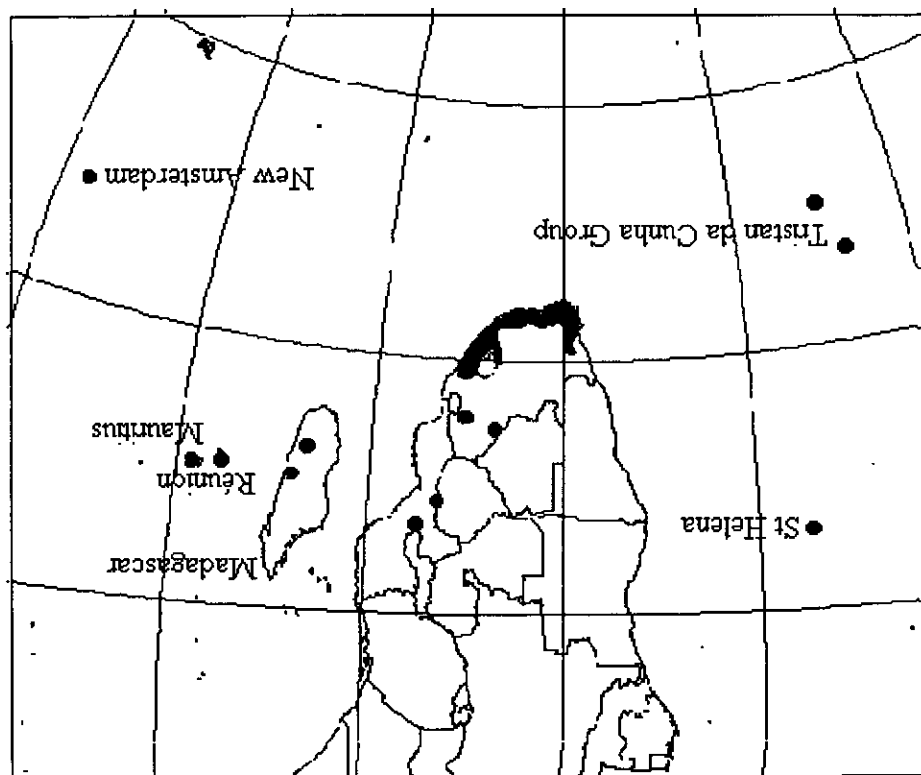 Madagascar
St Helena
Réunion
Mauritius
Tristan da Cunha Group
New Amsterdam